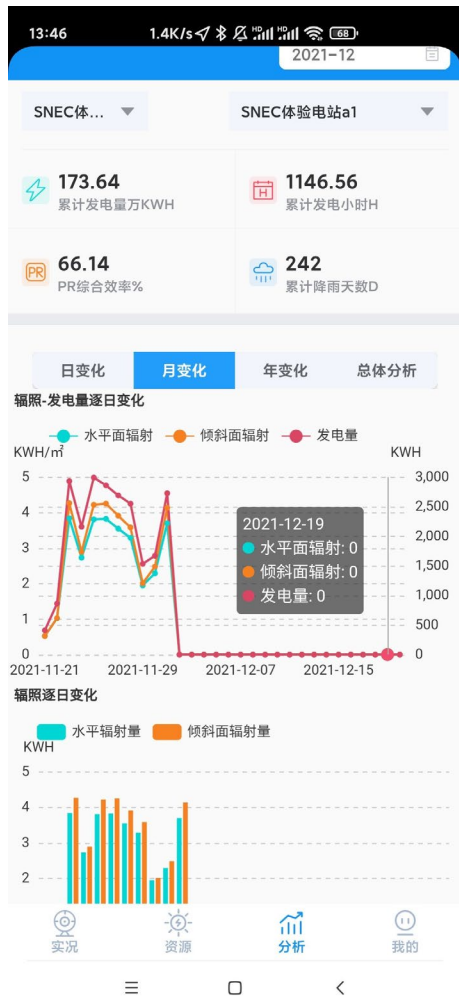 13:46 1.4K/s HD HD 68
2021-12
SNEC体... SNEC体验电站a1
173.64 1146.56
累计发电量万KWH H 累计发电小时H
66.14 242
PR PR综合效率% 累计降雨天数D
日变化 月变化 年变化 总体分析
辐照-发电量逐日变化
水平面辐射 倾斜面辐射 发电量
KWH/㎡ KWH
5 3,000
2,500
4 2,000
2021-12-19
3 水平面辐射: 0 1,500
2 倾斜面辐射: 0 1,000
发电量: 0
1 500
0 0
2021-11-21 2021-11-29 2021-12-07 2021-12-15
辐照逐日变化
水平辐射量 倾斜面辐射量
KWH
5
4
3
2
实况 资源 分析 我的